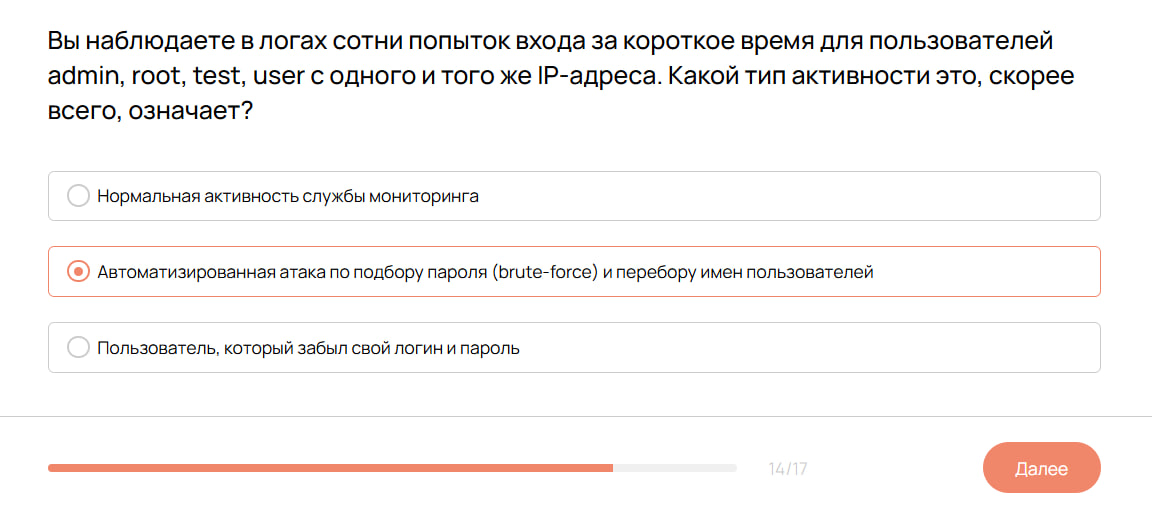 Вы наблюдаете в логах сотни попыток входа за короткое время для пользователей
admin, root, test, user с одного и того же IP-адреса. Какой тип активности это, скорее
всего, означает?
Нормальная активность службы мониторинга
Автоматизированная атака по подбору пароля (brute-force) и перебору имен пользователей
Пользователь, который забыл свой логин и пароль
14/17
Далее